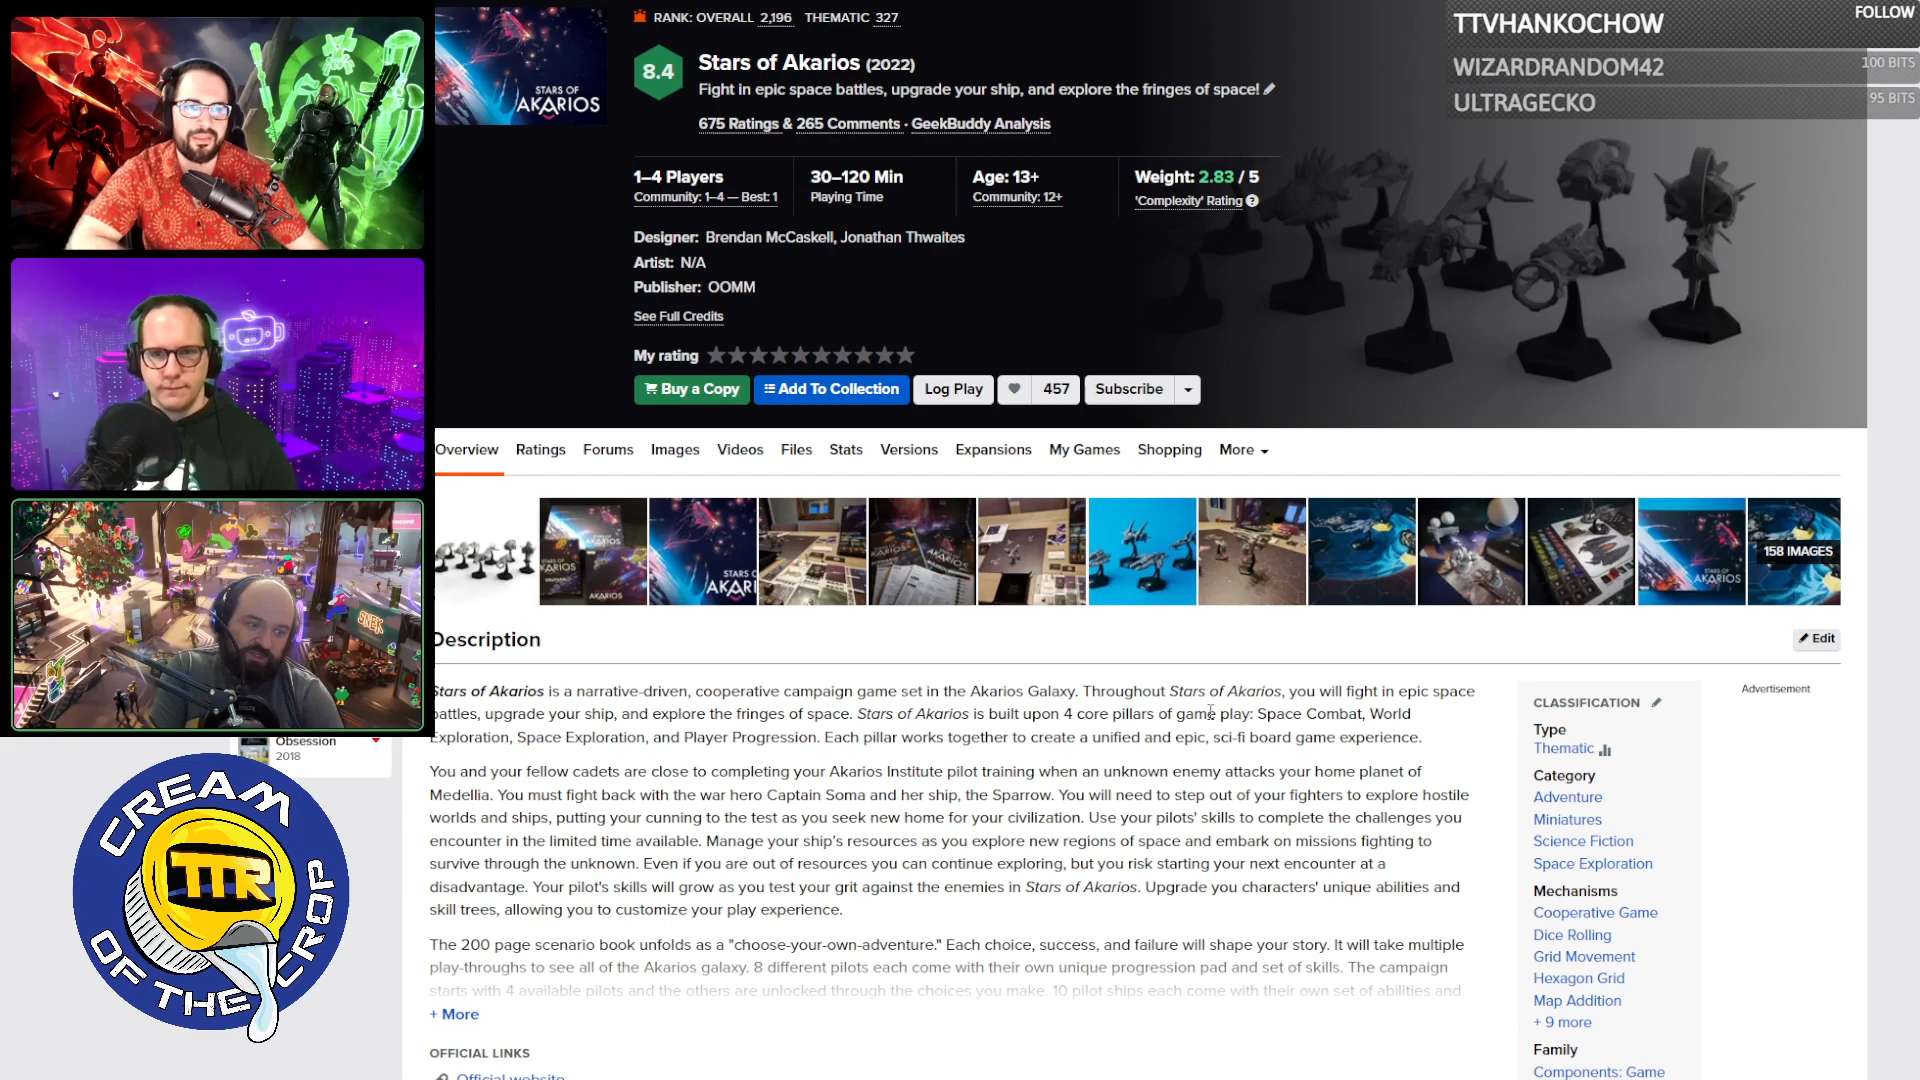 RANK: OVERALL 2,196 THEMATIC 327
8.4
Stars of Akarios (2022)
Fight in epic space battles, upgrade your ship, and explore the fringes of space!
675 Ratings & 265 Comments · GeekBuddy Analysis
1–4 Players
Community: 1–4 — Best: 1
30–120 Min
Playing Time
Age: 13+
Community: 12+
Weight: 2.83 / 5
'Complexity' Rating
Designer: Brendan McCaskell, Jonathan Thwaites
Artist: N/A
Publisher: OOMM
See Full Credits
My rating
Buy a Copy
Add To Collection
Log Play
457
Subscribe
STARS OF
AKARIOS
TTVHANKOCHOW FOLLOW
WIZARDRANDOM42 100 BITS
ULTRAGECKO 95 BITS
Overview Ratings Forums Images Videos Files Stats Versions Expansions My Games Shopping More
158 IMAGES
SNEK
Description
Edit
Stars of Akarios is a narrative-driven, cooperative campaign game set in the Akarios Galaxy. Throughout Stars of Akarios, you will fight in epic space
battles, upgrade your ship, and explore the fringes of space. Stars of Akarios is built upon 4 core pillars of game play: Space Combat, World
Exploration, Space Exploration, and Player Progression. Each pillar works together to create a unified and epic, sci-fi board game experience.
You and your fellow cadets are close to completing your Akarios Institute pilot training when an unknown enemy attacks your home planet of
Medellia. You must fight back with the war hero Captain Soma and her ship, the Sparrow. You will need to step out of your fighters to explore hostile
worlds and ships, putting your cunning to the test as you seek new home for your civilization. Use your pilots' skills to complete the challenges you
encounter in the limited time available. Manage your ship's resources as you explore new regions of space and embark on missions fighting to
survive through the unknown. Even if you are out of resources you can continue exploring, but you risk starting your next encounter at a
disadvantage. Your pilot's skills will grow as you test your grit against the enemies in Stars of Akarios. Upgrade you characters' unique abilities and
skill trees, allowing you to customize your play experience.
The 200 page scenario book unfolds as a "choose-your-own-adventure." Each choice, success, and failure will shape your story. It will take multiple
play-throughs to see all of the Akarios galaxy. 8 different pilots each come with their own unique progression pad and set of skills. The campaign
starts with 4 available pilots and the others are unlocked through the choices you make. 10 pilot ships each come with their own set of abilities and
+ More
OFFICIAL LINKS
Official website
CLASSIFICATION
Type
Thematic
Category
Adventure
Miniatures
Science Fiction
Space Exploration
Mechanisms
Cooperative Game
Dice Rolling
Grid Movement
Hexagon Grid
Map Addition
+ 9 more
Family
Components: Game
Advertisement
Obsession
2018
CREAM
OF THE
CROP
TTR